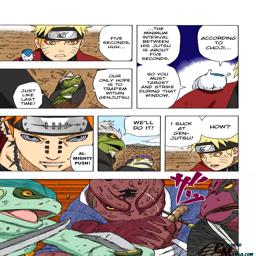 ACCORDING
TO
CHOJI...
THE
MINIMUM
INTERVAL
BETWEEN
HIS JUTSU
IS ABOUT
FIVE
SECONDS.
SO YOU
MUST
TARGET
AND STRIKE
DURING THAT
WINDOW.
FIVE
SECONDS,
HUH...
OUR
ONLY HOPE
IS TO
TRAP'EM
WITHIN
GENJUTSU.
JUST
LIKE
LAST
TIME!
HOW?
I SUCK
AT
GEN-
JUTSU!
WE'LL
DO IT!
AL-
MIGHTY
PUSH!